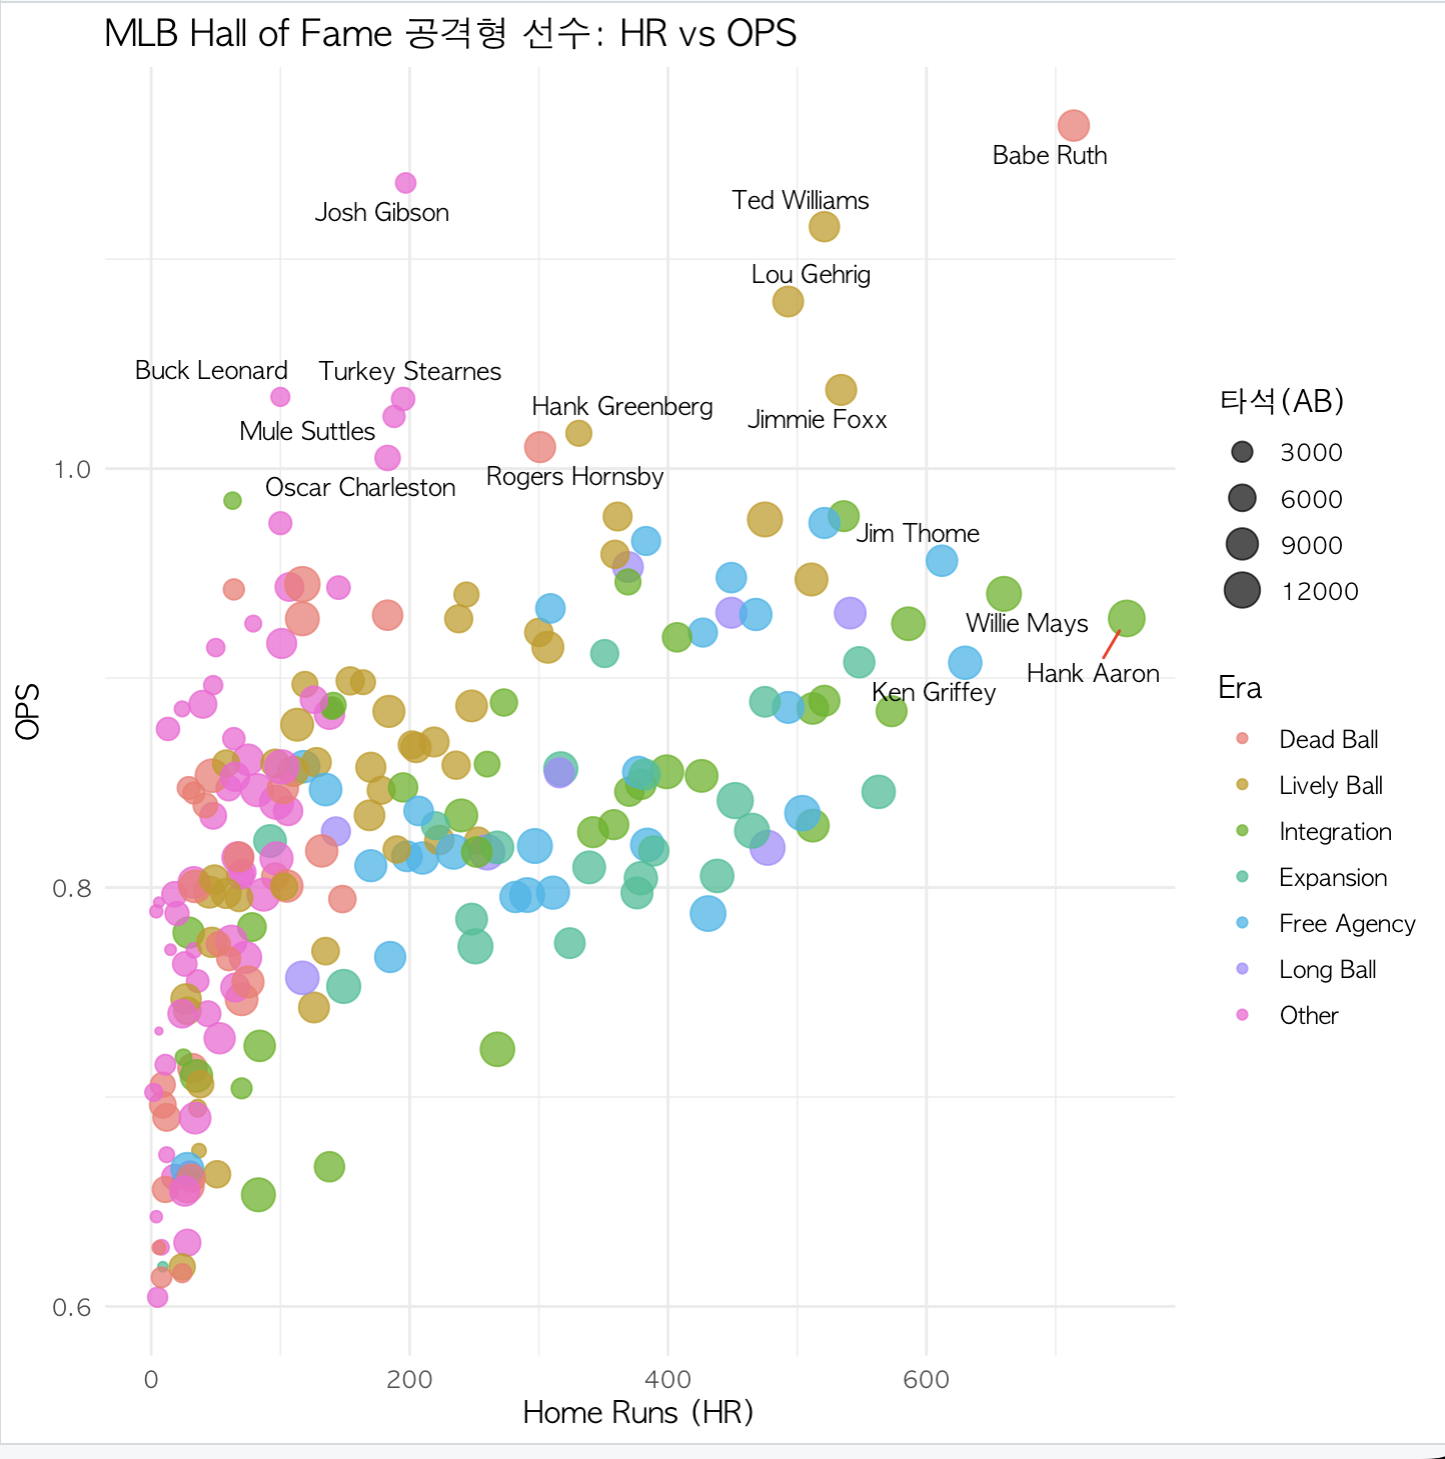 MLB Hall of Fame 공격형 선수: HR vs OPS
Babe Ruth
Josh Gibson
Ted Williams
Lou Gehrig
Buck Leonard
Turkey Stearnes
Hank Greenberg
Jimmie Foxx
Mule Suttles
Rogers Hornsby
Oscar Charleston
Jim Thome
Willie Mays
Hank Aaron
Ken Griffey
OPS
1.0
0.8
0.6
0
200
400
600
Home Runs (HR)
타석(AB)
3000
6000
9000
12000
Era
Dead Ball
Lively Ball
Integration
Expansion
Free Agency
Long Ball
Other